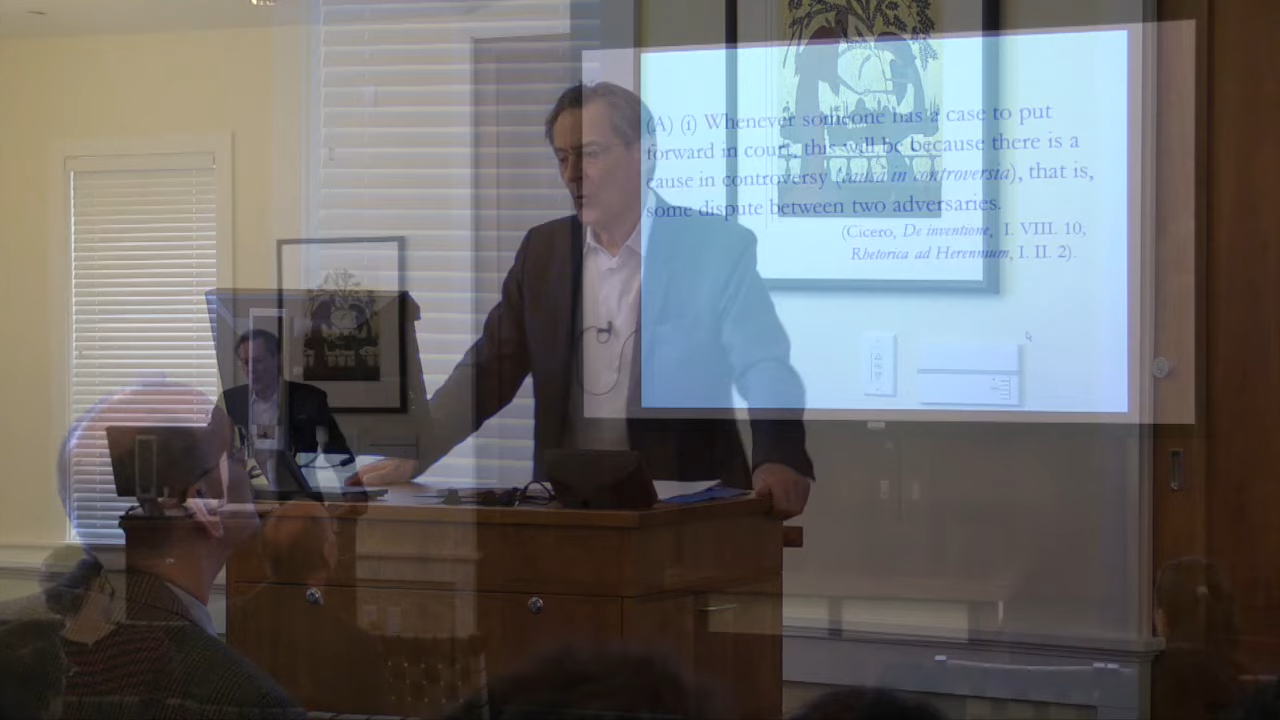 (A) (i) Whenever someone has a case to put
forward in court, this will be because there is a
cause in controversy (causa in controversia), that is,
some dispute between two adversaries.
(Cicero, De inventione, I. VIII. 10,
Rhetorica ad Herennium, I. II. 2).